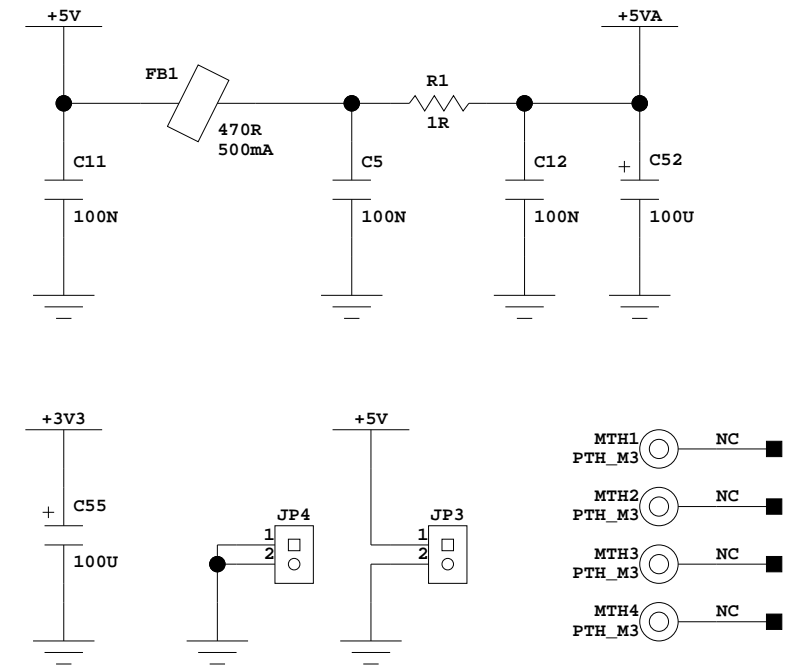 +5V
+5VA
FB1
R1
470R
500mA
1R
C11
C5
C12
+ C52
100N
100N
100N
100U
+3V3
+5V
MTH1
PTH_M3
NC
MTH2
PTH_M3
NC
+ C55
100U
JP4
1
2
JP3
1
2
MTH3
PTH_M3
NC
MTH4
PTH_M3
NC